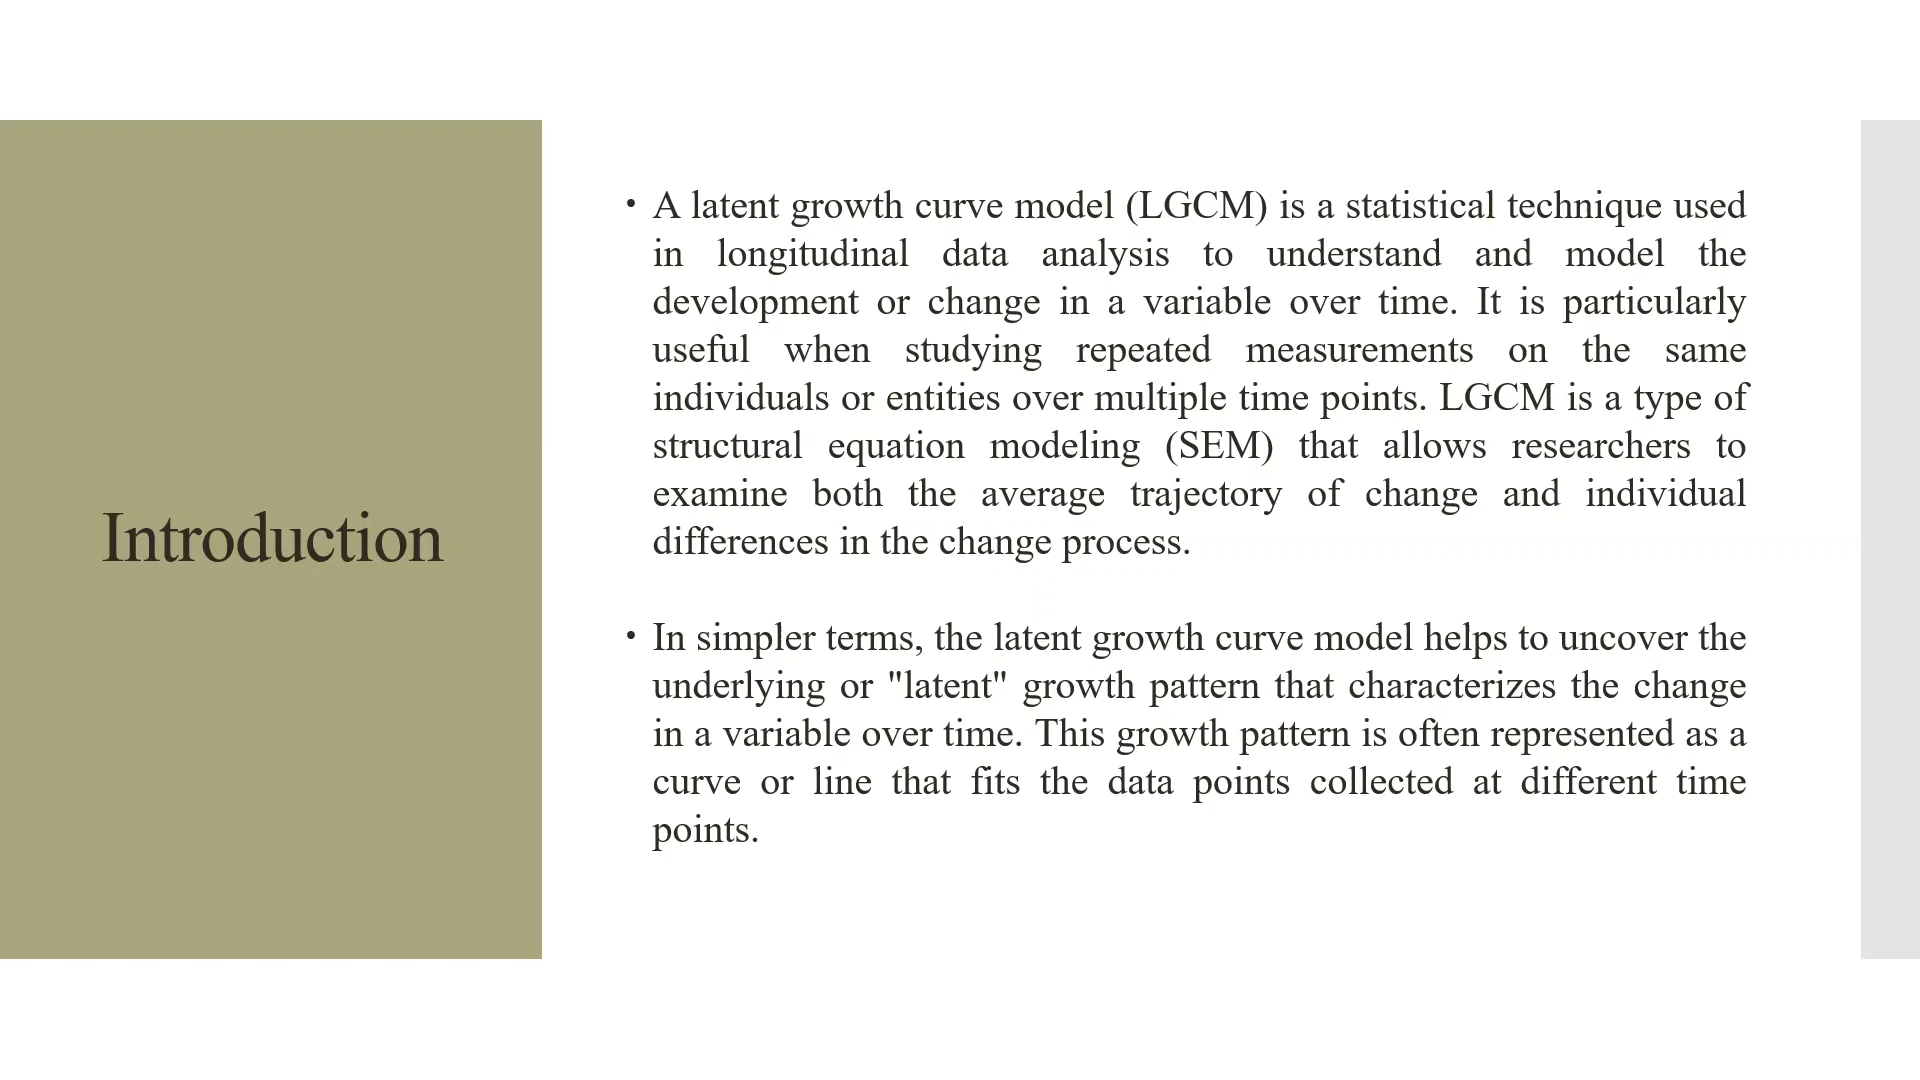 Introduction
• A latent growth curve model (LGCM) is a statistical technique used
in longitudinal data analysis to understand and model the
development or change in a variable over time. It is particularly
useful when studying repeated measurements on the same
individuals or entities over multiple time points. LGCM is a type of
structural equation modeling (SEM) that allows researchers to
examine both the average trajectory of change and individual
differences in the change process.
• In simpler terms, the latent growth curve model helps to uncover the
underlying or "latent" growth pattern that characterizes the change
in a variable over time. This growth pattern is often represented as a
curve or line that fits the data points collected at different time
points.